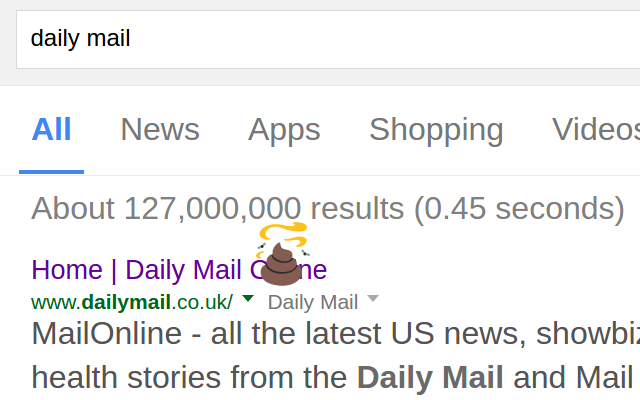 daily mail
All News Apps Shopping Videos
About 127,000,000 results (0.45 seconds)
Home | Daily Mail
www.dailymail.co.uk/ Daily Mail
MailOnline - all the latest US news, showbiz
health stories from the Daily Mail and Mail